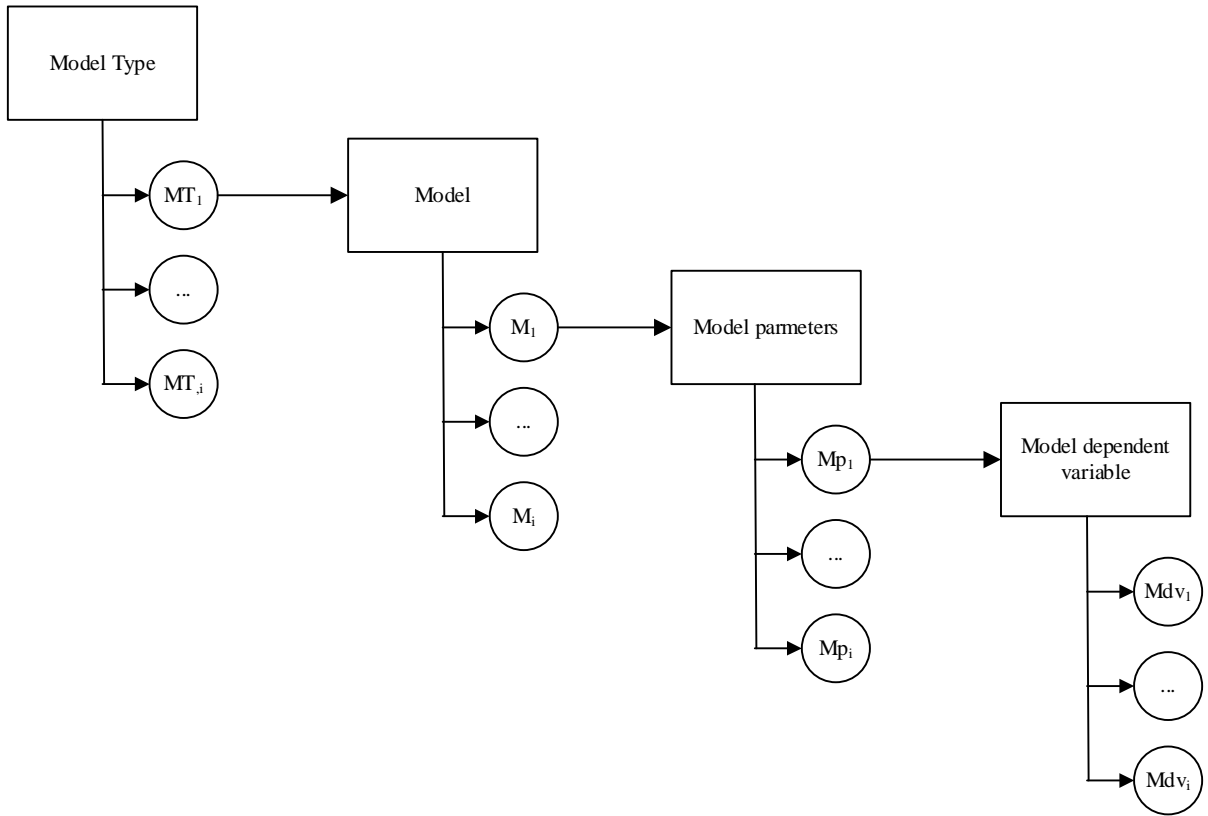 Model Type
MT1
...
MT,i
Model
M1
...
Mi
Model parmeters
Mp1
...
Mpi
Model dependent
variable
Mdv1
...
Mdvi